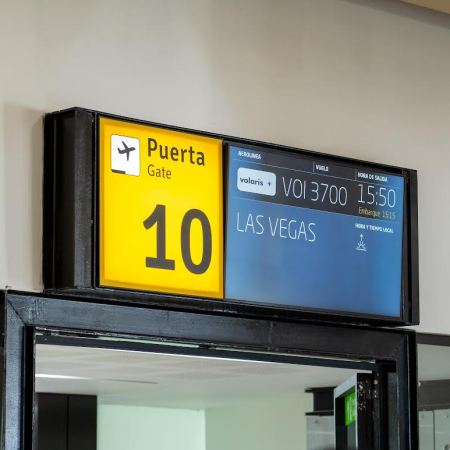 Puerta
Gate
10
AEROLINEA VUELO HORA DE SALIDA
volaris + VOI 3700 15:50
Embarque 15:15
LAS VEGAS
HORA Y TIEMPO LOCAL